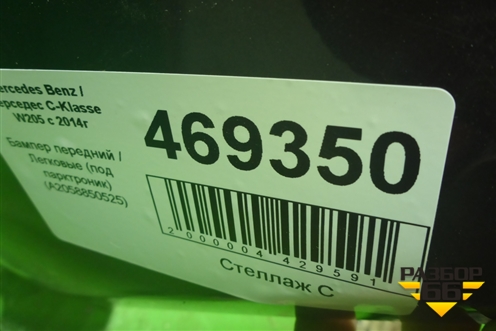 ercedes Benz /
ерседес C-Klasse
W205 с 2014г
Бампер передний /
Легковые (под
парктроник)
(A2058850525)
469350
2000004429591
Стеллаж С
РАЗБОР
66